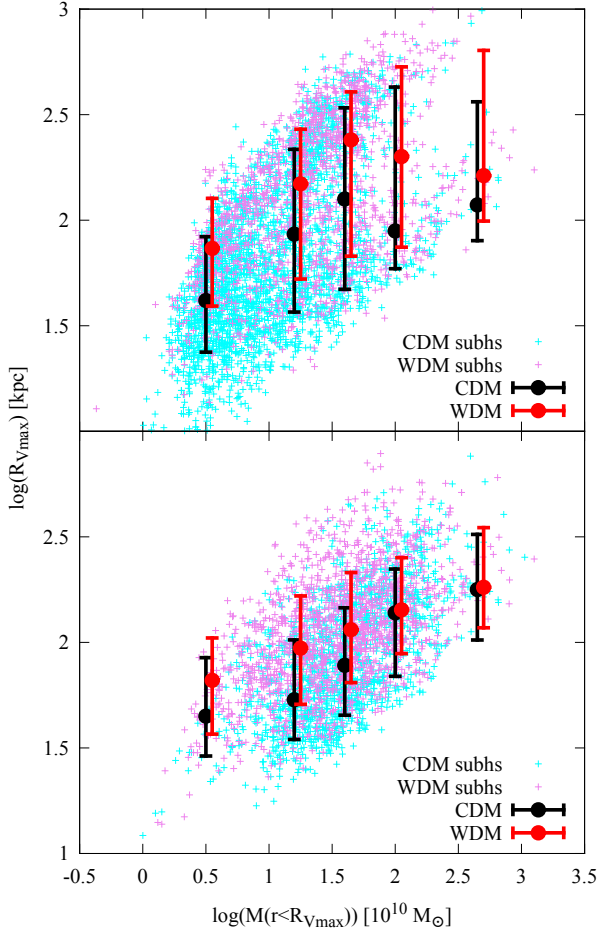 3
2.5
2
1.5
CDM subhs
WDM subhs
CDM
WDM
log(R_Vmax) [kpc]
2.5
2
1.5
1
CDM subhs
WDM subhs
CDM
WDM
-0.5 0 0.5 1 1.5 2 2.5 3 3.5
log(M(r<R_Vmax)) [10^10 M_⊙]